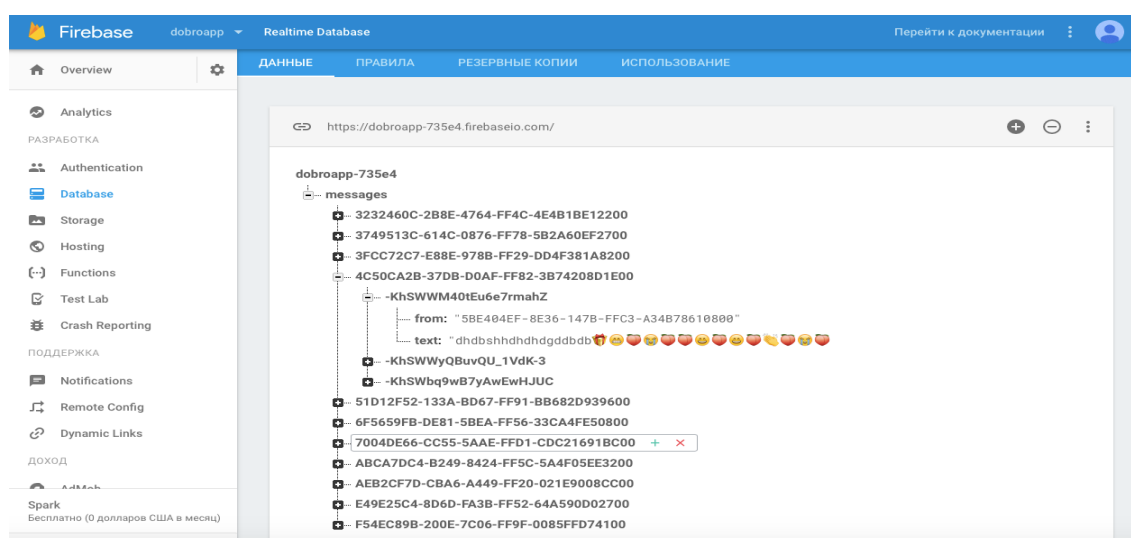 Firebase dobroapp Realtime Database Перейти к документации
Overview
ДАННЫЕ ПРАВИЛА РЕЗЕРВНЫЕ КОПИИ ИСПОЛЬЗОВАНИЕ
Analytics
РАЗРАБОТКА
Authentication
Database
Storage
Hosting
Functions
Test Lab
Crash Reporting
ПОДДЕРЖКА
Notifications
Remote Config
Dynamic Links
ДОХОД
AdMob
Spark
Бесплатно (0 долларов США в месяц)
https://dobroapp-735e4.firebaseio.com/
dobroapp-735e4
messages
3232460C-2B8E-4764-FF4C-4E4B1BE12200
3749513C-614C-0876-FF78-5B2A60EF2700
3FCC72C7-E88E-978B-FF29-DD4F381A8200
4C50CA2B-37DB-D0AF-FF82-3B74208D1E00
-KhSWWM40tEu6e7rmahZ
from: "5BE404EF-8E36-147B-FFC3-A34B78610800"
text: "dhdbshhdhdhdgddbdb🎁😁🍑😭🍑🍑😊🍑😊🍑👏🍑😭🍑
-KhSWWyQBuvQU_1VdK-3
-KhSWbq9wB7yAwEwHJUC
51D12F52-133A-BD67-FF91-BB682D939600
6F5659FB-DE81-5BEA-FF56-33CA4FE50800
7004DE66-CC55-5AAE-FFD1-CDC21691BC00
ABCA7DC4-B249-8424-FF5C-5A4F05EE3200
AEB2CF7D-CBA6-A449-FF20-021E9008CC00
E49E25C4-8D6D-FA3B-FF52-64A590D02700
F54EC89B-200E-7C06-FF9F-0085FFD74100